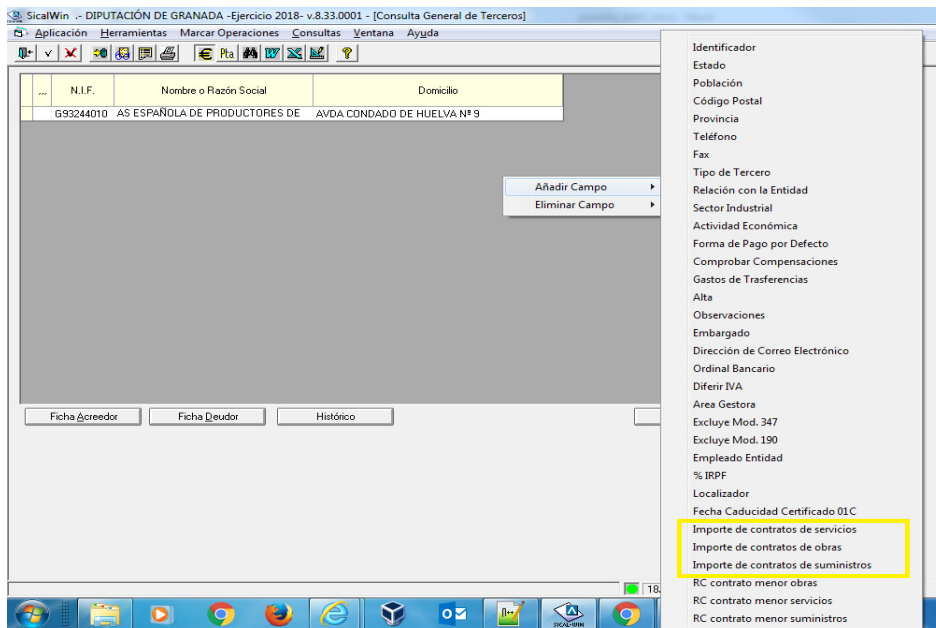 SicalWin .- DIPUTACIÓN DE GRANADA -Ejercicio 2018- v.8.33.0001 - [Consulta General de Terceros]
Aplicación Herramientas Marcar Operaciones Consultas Ventana Ayuda
€ Pta W ?
... N.I.F. Nombre o Razón Social Domicilio
G93244010 AS ESPAÑOLA DE PRODUCTORES DE AVDA CONDADO DE HUELVA Nº 9
Añadir Campo
Eliminar Campo
Identificador
Estado
Población
Código Postal
Provincia
Teléfono
Fax
Tipo de Tercero
Relación con la Entidad
Sector Industrial
Actividad Económica
Forma de Pago por Defecto
Comprobar Compensaciones
Gastos de Trasferencias
Alta
Observaciones
Embargado
Dirección de Correo Electrónico
Ordinal Bancario
Diferir IVA
Area Gestora
Excluye Mod. 347
Excluye Mod. 190
Empleado Entidad
% IRPF
Localizador
Fecha Caducidad Certificado 01C
Importe de contratos de servicios
Importe de contratos de obras
Importe de contratos de suministros
RC contrato menor obras
RC contrato menor servicios
RC contrato menor suministros
Ficha Acreedor Ficha Deudor Histórico
18.
SICAL-WIN